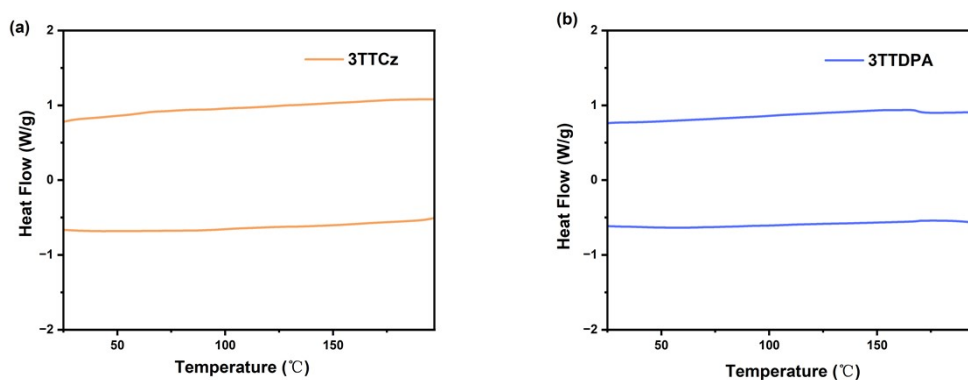 (a)
3TTCz
Heat Flow (W/g)
2
1
0
−1
−2
50
100
150
Temperature (℃)
(b)
3TTDPA
Heat Flow (W/g)
2
1
0
−1
−2
50
100
150
Temperature (℃)